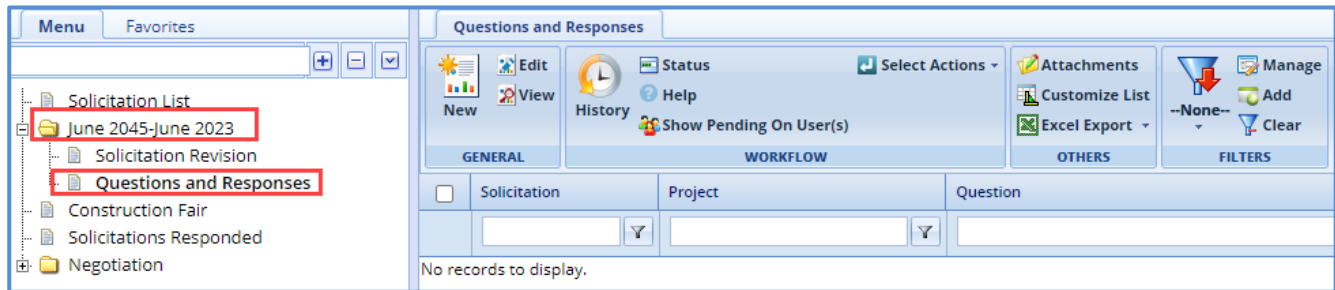 Menu Favorites
Solicitation List
June 2045-June 2023
Solicitation Revision
Questions and Responses
Construction Fair
Solicitations Responded
Negotiation
Questions and Responses
New
Edit
View
GENERAL
History
Status
Help
Show Pending On User(s)
Select Actions
WORKFLOW
Attachments
Customize List
Excel Export
OTHERS
--None--
Manage
Add
Clear
FILTERS
Solicitation Project Question
No records to display.